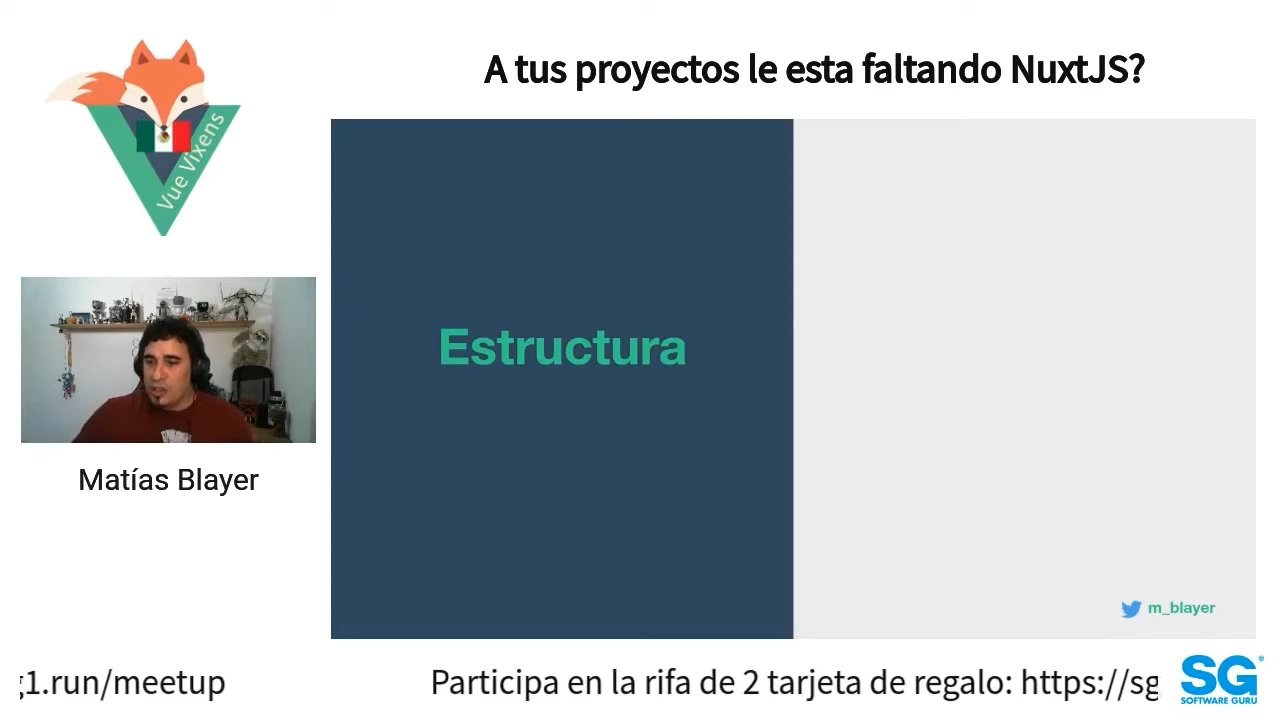 A tus proyectos le esta faltando NuxtJS?
Vue Vixens
Estructura
Matías Blayer
m_blayer
g1.run/meetup
Participa en la rifa de 2 tarjeta de regalo: https://sg
SG
SOFTWARE GURU